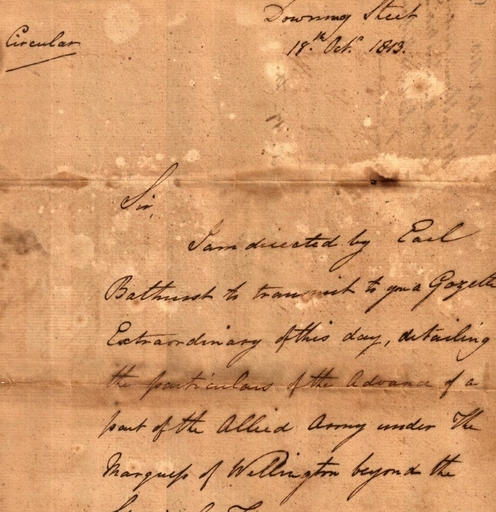 Downing Street
Circular
18th Octr 1813.
Sir,
I am directed by Earl
Bathurst to transmit to you a Gazette
Extraordinary of this day, detailing
the particulars of the Advance of a
part of the Allied Army under The
Marquess of Wellington beyond the